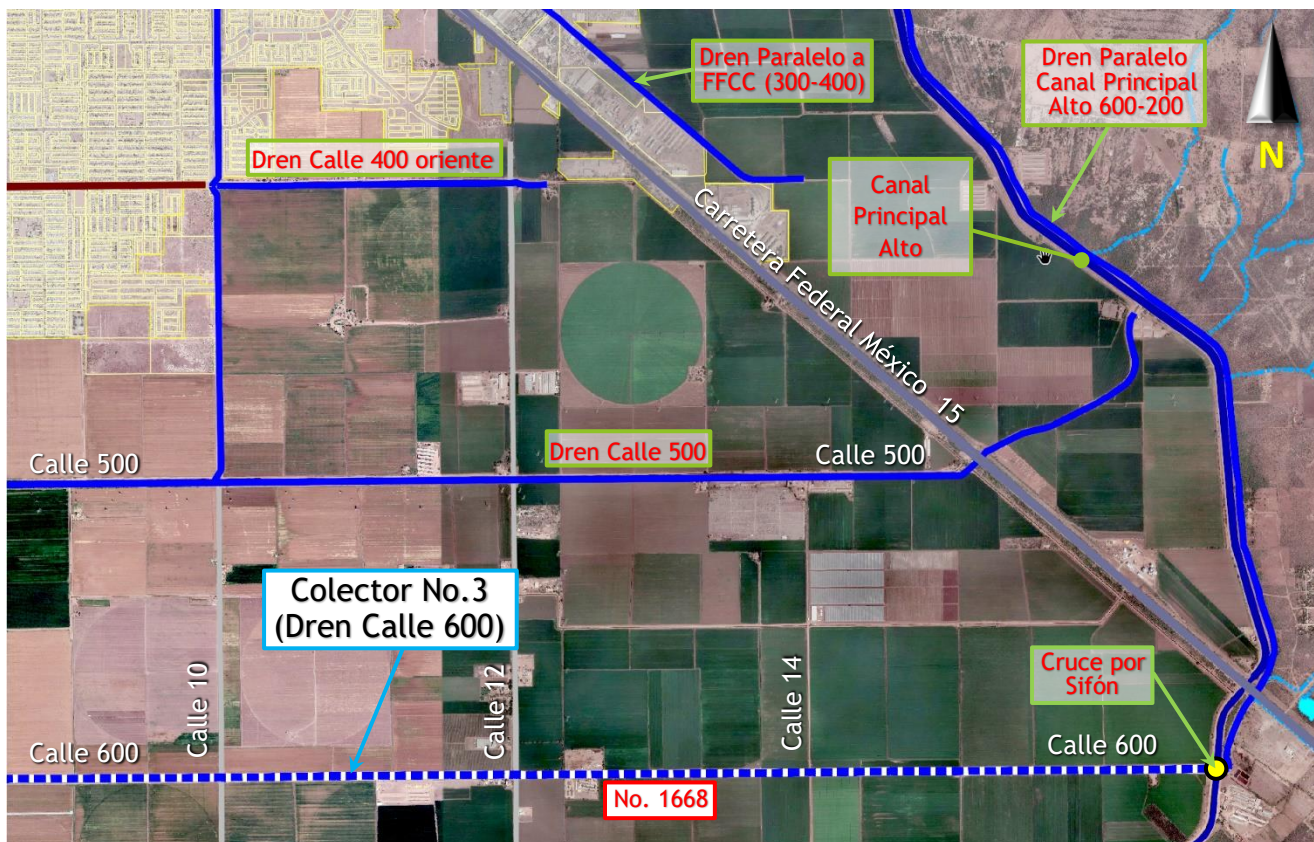 Dren Paralelo a
FFCC (300-400)
Dren Paralelo
Canal Principal
Alto 600-200
N
Dren Calle 400 oriente
Canal
Principal
Alto
Carretera Federal México 15
Dren Calle 500
Calle 500
Calle 500
Colector No.3
(Dren Calle 600)
Calle 10
Calle 12
Calle 14
Cruce por
Sifón
Calle 600
Calle 600
No. 1668